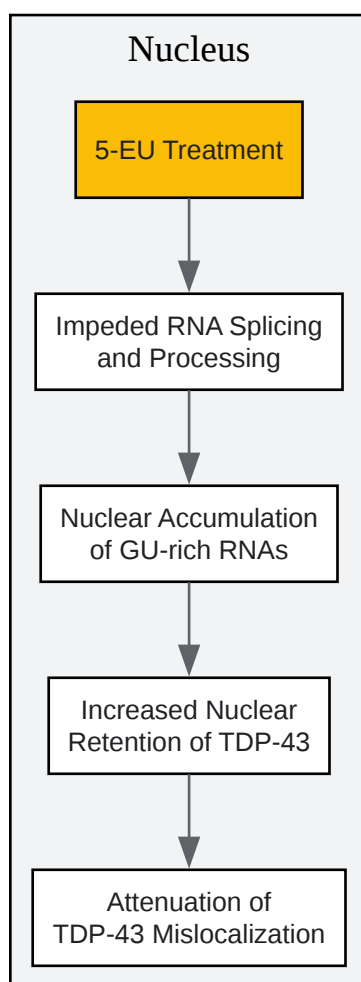 Nucleus
5-EU Treatment
Impeded RNA Splicing
and Processing
Nuclear Accumulation
of GU-rich RNAs
Increased Nuclear
Retention of TDP-43
Attenuation of
TDP-43 Mislocalization